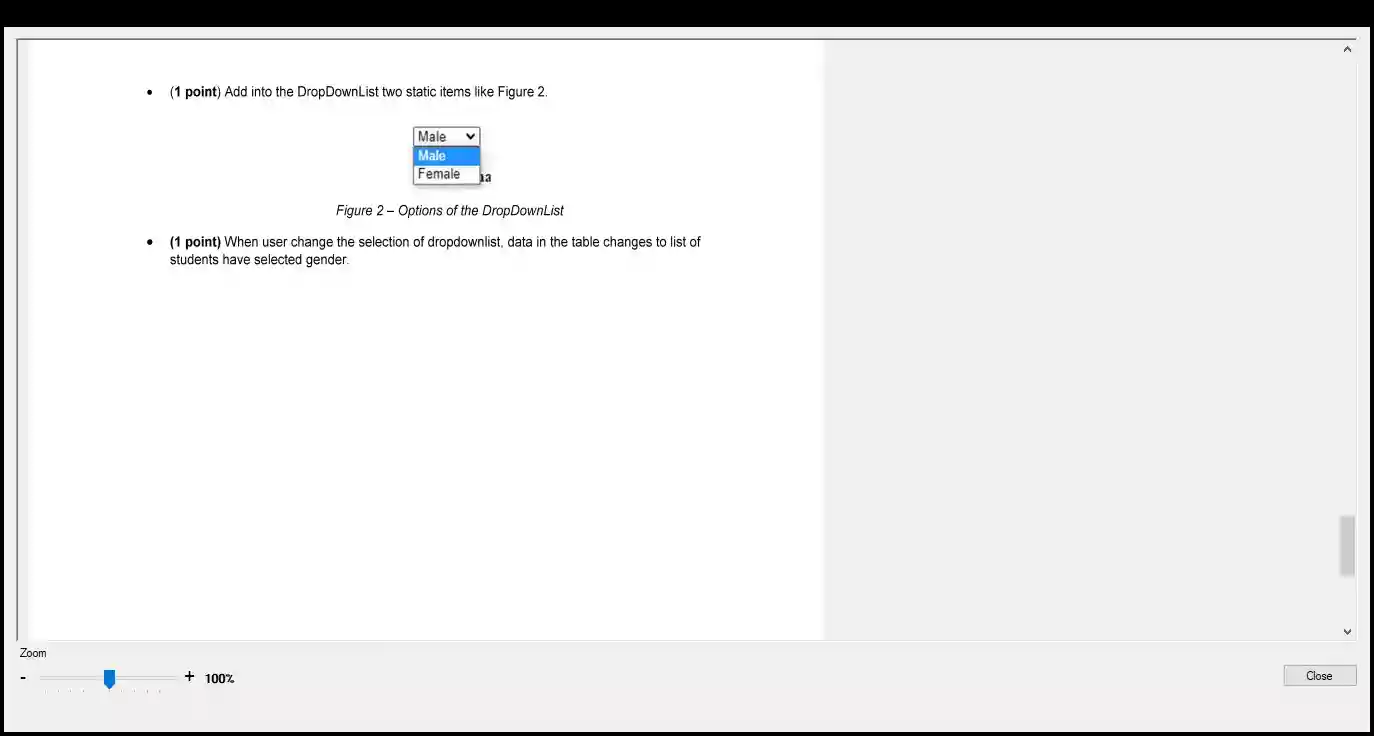 • (1 point) Add into the DropDownList two static items like Figure 2.
Male
Male
Female
Figure 2 – Options of the DropDownList
• (1 point) When user change the selection of dropdownlist, data in the table changes to list of
students have selected gender.
Zoom
- + 100%
Close